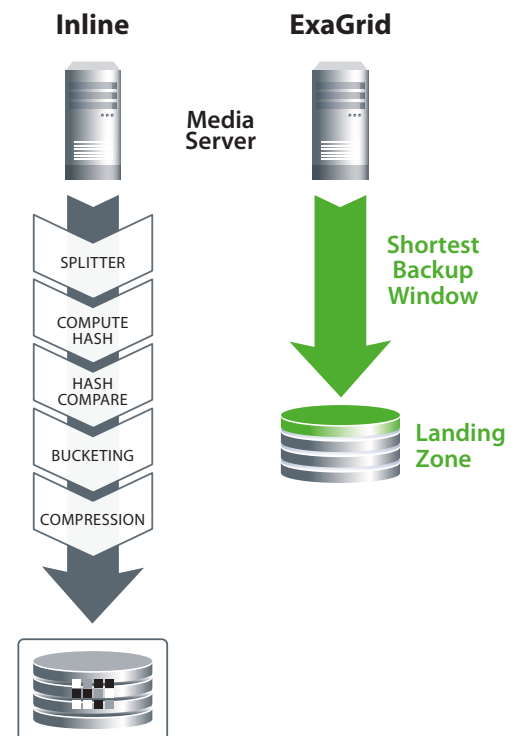 Inline
ExaGrid
Media
Server
SPLITTER
COMPUTE
HASH
HASH
COMPARE
BUCKETING
COMPRESSION
Shortest
Backup
Window
Landing
Zone